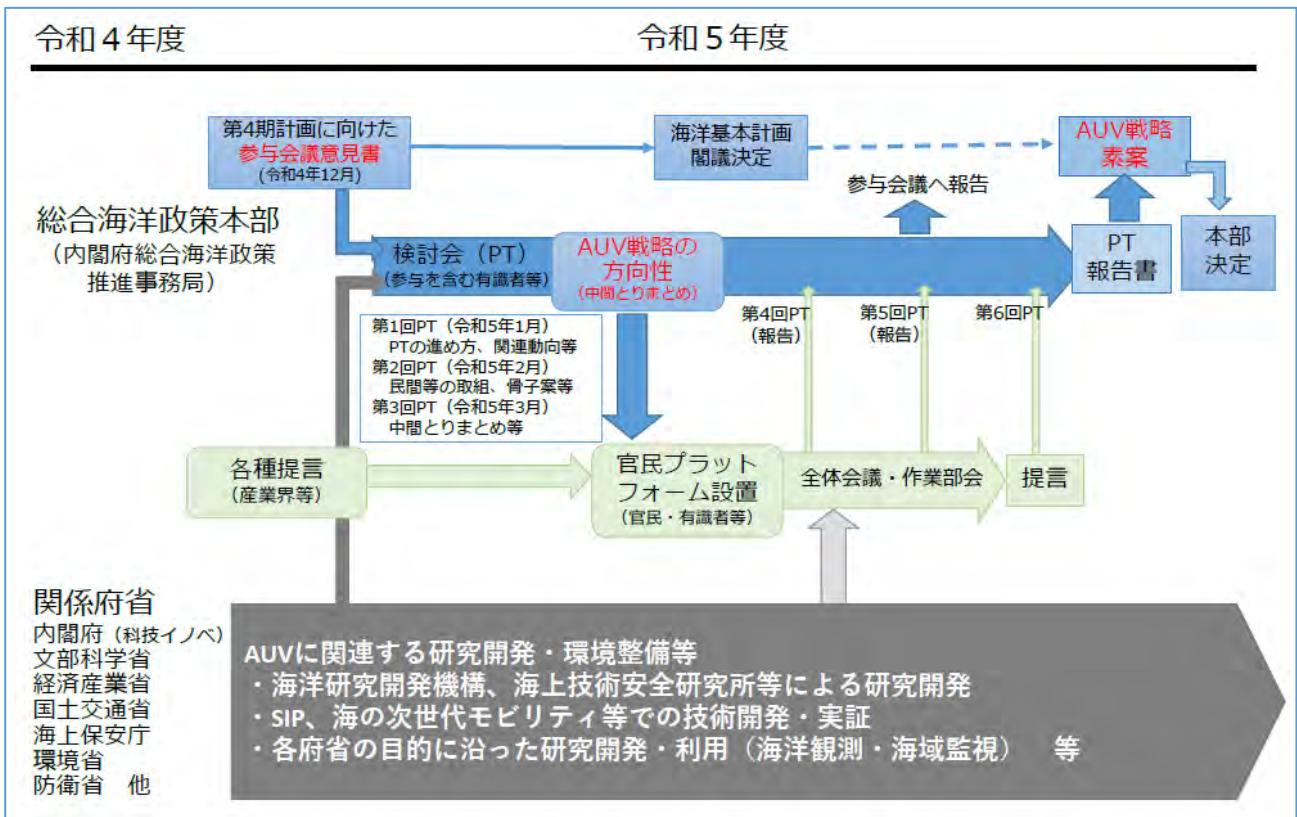 令和４年度
令和５年度
第4期計画に向けた
参与会議意見書
(令和4年12月)
海洋基本計画
閣議決定
AUV戦略
素案
参与会議へ報告
総合海洋政策本部
（内閣府総合海洋政策
推進事務局）
検討会（PT）
（参与を含む有識者等）
AUV戦略の
方向性
（中間とりまとめ）
PT
報告書
本部
決定
第1回PT（令和5年1月）
PTの進め方、関連動向等
第2回PT（令和5年2月）
民間等の取組、骨子案等
第3回PT（令和5年3月）
中間とりまとめ等
第4回PT
（報告）
第5回PT
（報告）
第6回PT
各種提言
（産業界等）
官民プラット
フォーム設置
（官民・有識者等）
全体会議・作業部会
提言
関係府省
内閣府（科技イノベ）
文部科学省
経済産業省
国土交通省
海上保安庁
環境省
防衛省　他
AUVに関連する研究開発・環境整備等
・海洋研究開発機構、海上技術安全研究所等による研究開発
・SIP、海の次世代モビリティ等での技術開発・実証
・各府省の目的に沿った研究開発・利用（海洋観測・海域監視）　等